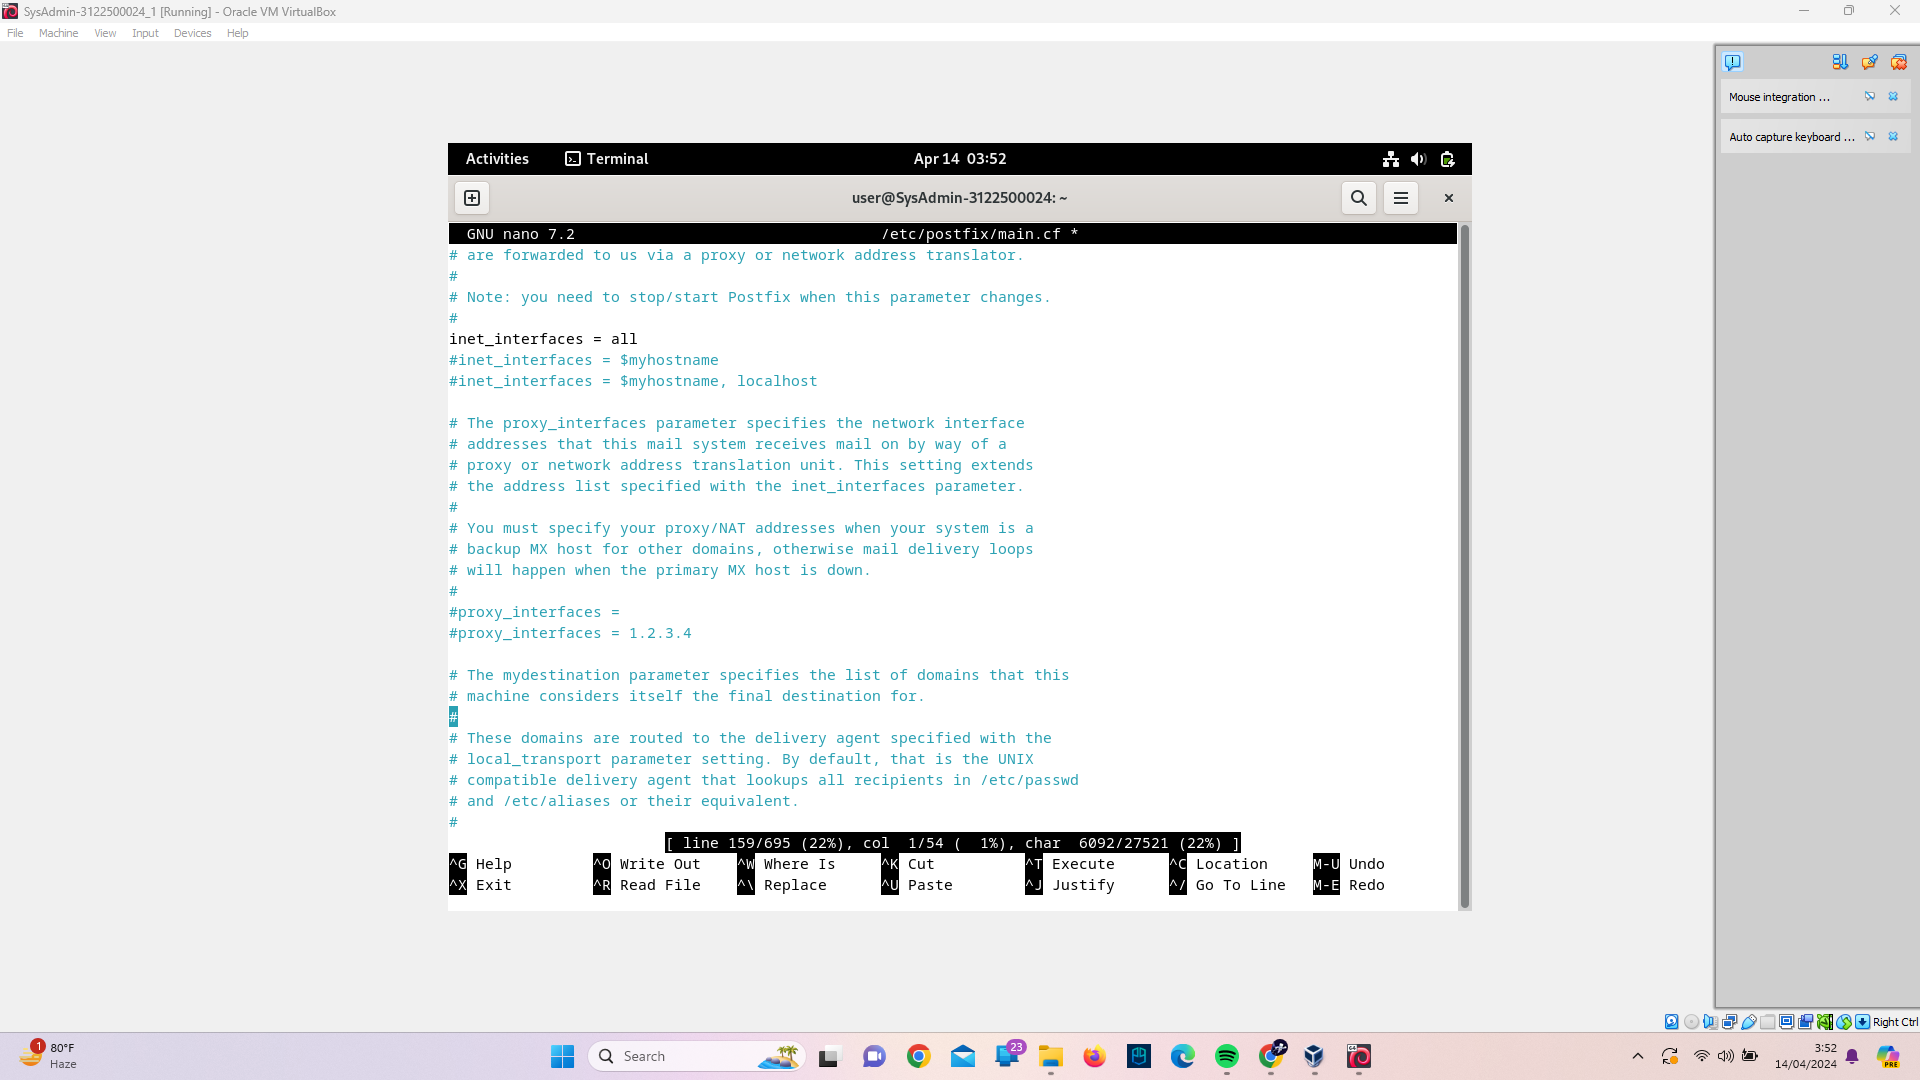 SysAdmin-3122500024_1 [Running] - Oracle VM VirtualBox
File Machine View Input Devices Help
Mouse integration ...
Auto capture keyboard ...
Activities Terminal Apr 14 03:52
user@SysAdmin-3122500024: ~
GNU nano 7.2 /etc/postfix/main.cf *
# are forwarded to us via a proxy or network address translator.
#
# Note: you need to stop/start Postfix when this parameter changes.
#
inet_interfaces = all
#inet_interfaces = $myhostname
#inet_interfaces = $myhostname, localhost
# The proxy_interfaces parameter specifies the network interface
# addresses that this mail system receives mail on by way of a
# proxy or network address translation unit. This setting extends
# the address list specified with the inet_interfaces parameter.
#
# You must specify your proxy/NAT addresses when your system is a
# backup MX host for other domains, otherwise mail delivery loops
# will happen when the primary MX host is down.
#
#proxy_interfaces =
#proxy_interfaces = 1.2.3.4
# The mydestination parameter specifies the list of domains that this
# machine considers itself the final destination for.
#
# These domains are routed to the delivery agent specified with the
# local_transport parameter setting. By default, that is the UNIX
# compatible delivery agent that lookups all recipients in /etc/passwd
# and /etc/aliases or their equivalent.
#
[ line 159/695 (22%), col 1/54 ( 1%), char 6092/27521 (22%) ]
^G Help ^O Write Out ^W Where Is ^K Cut ^T Execute ^C Location M-U Undo
^X Exit ^R Read File ^\ Replace ^U Paste ^J Justify ^/ Go To Line M-E Redo
Right Ctrl
1
80°F
Haze
Search
23
3:52
14/04/2024
PRE